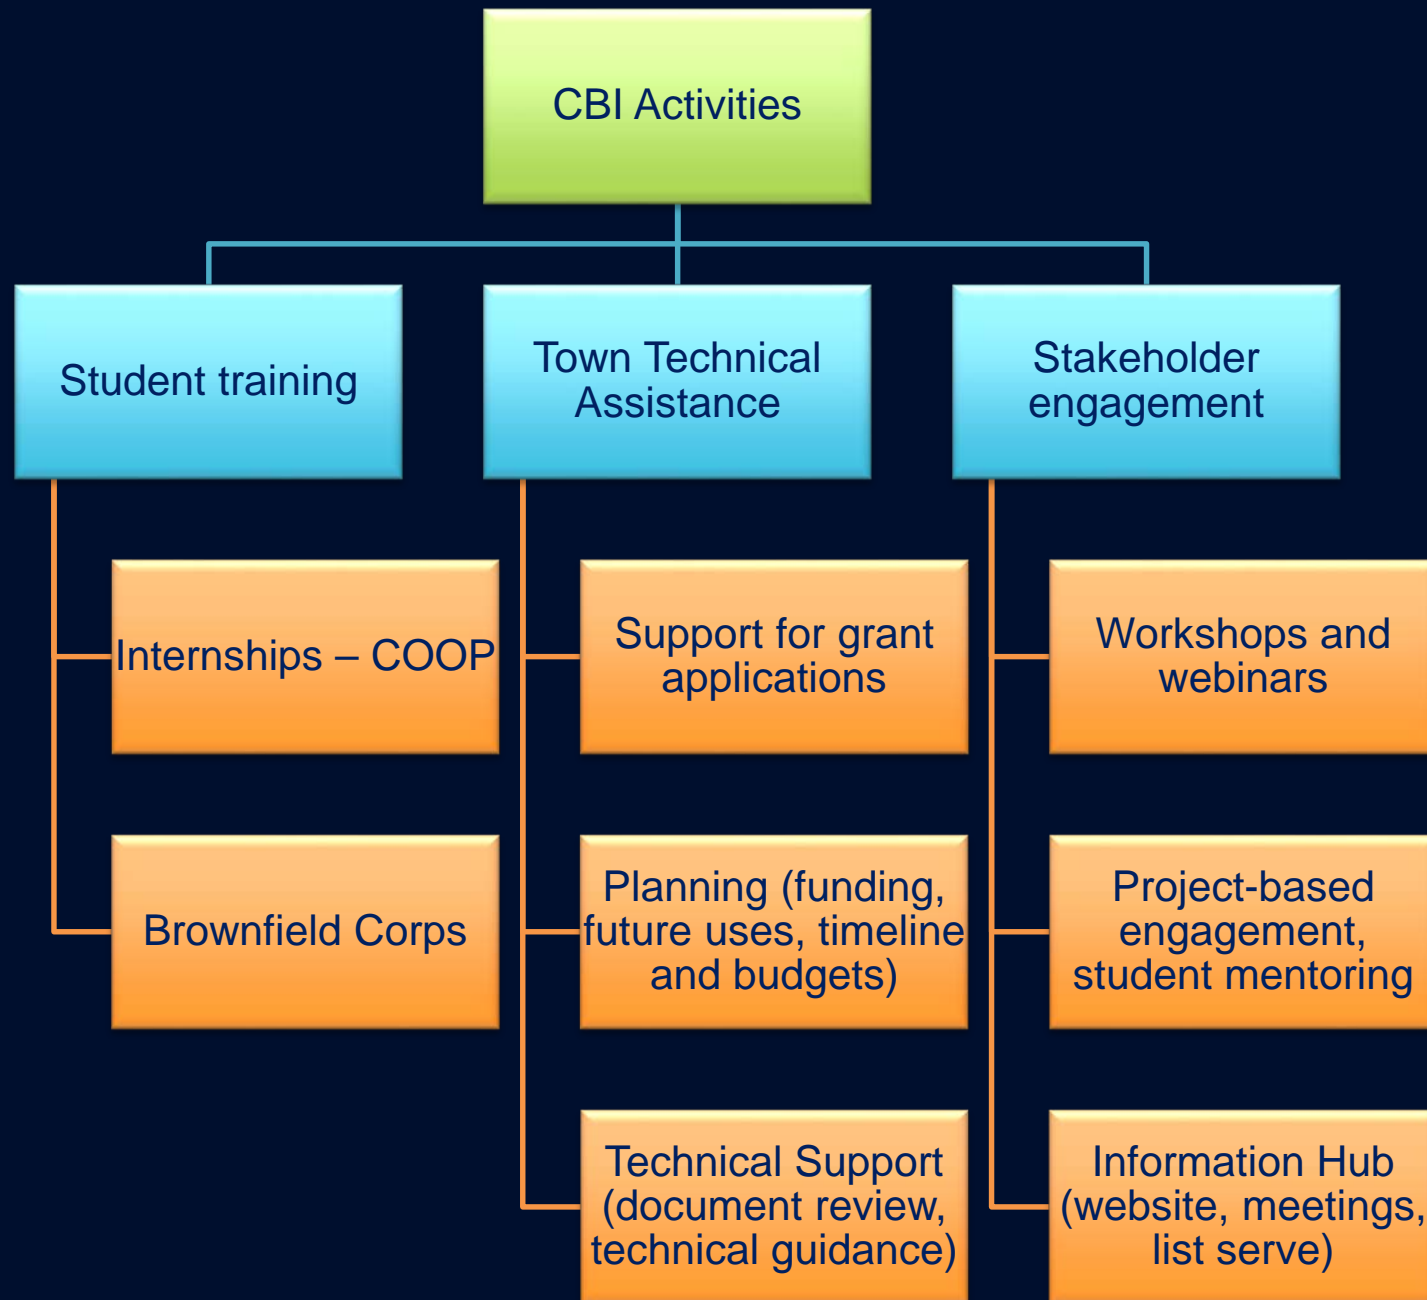 CBI Activities
Student training
Town Technical
Assistance
Stakeholder
engagement
Internships – COOP
Support for grant
applications
Workshops and
webinars
Brownfield Corps
Planning (funding,
future uses, timeline
and budgets)
Project-based
engagement,
student mentoring
Technical Support
(document review,
technical guidance)
Information Hub
(website, meetings,
list serve)